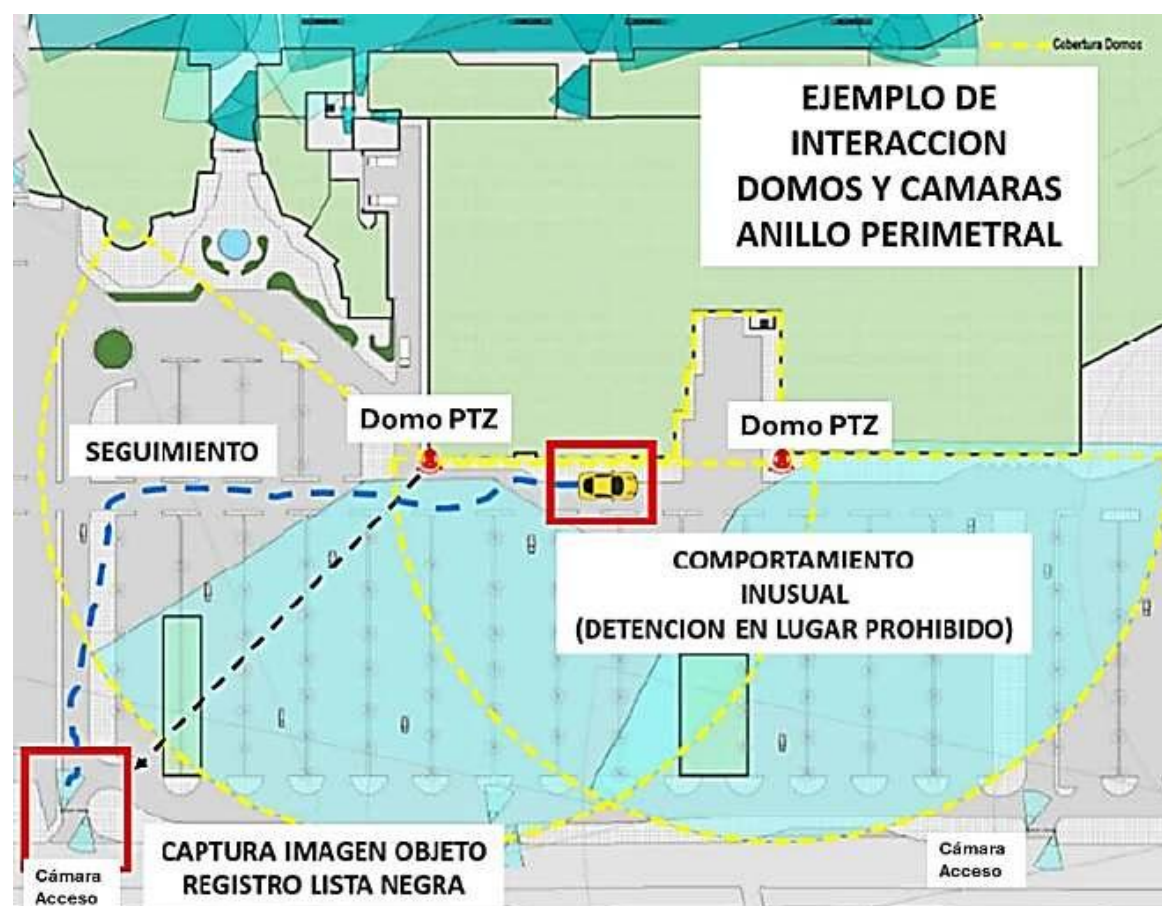 Cobertura Domos
EJEMPLO DE
INTERACCION
DOMOS Y CAMARAS
ANILLO PERIMETRAL
Domo PTZ
Domo PTZ
SEGUIMIENTO
COMPORTAMIENTO
INUSUAL
(DETENCION EN LUGAR PROHIBIDO)
CAPTURA IMAGEN OBJETO
REGISTRO LISTA NEGRA
Cámara
Acceso
Cámara
Acceso